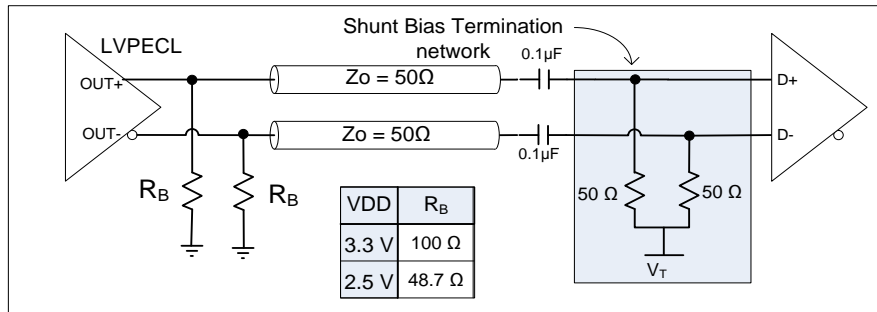 Shunt Bias Termination
network
LVPECL
0.1µF
OUT+
Zo = 50Ω
D+
OUT-
Zo = 50Ω
D-
0.1µF
RB
RB
50 Ω
50 Ω
VDD RB
3.3 V 100 Ω
2.5 V 48.7 Ω
VT